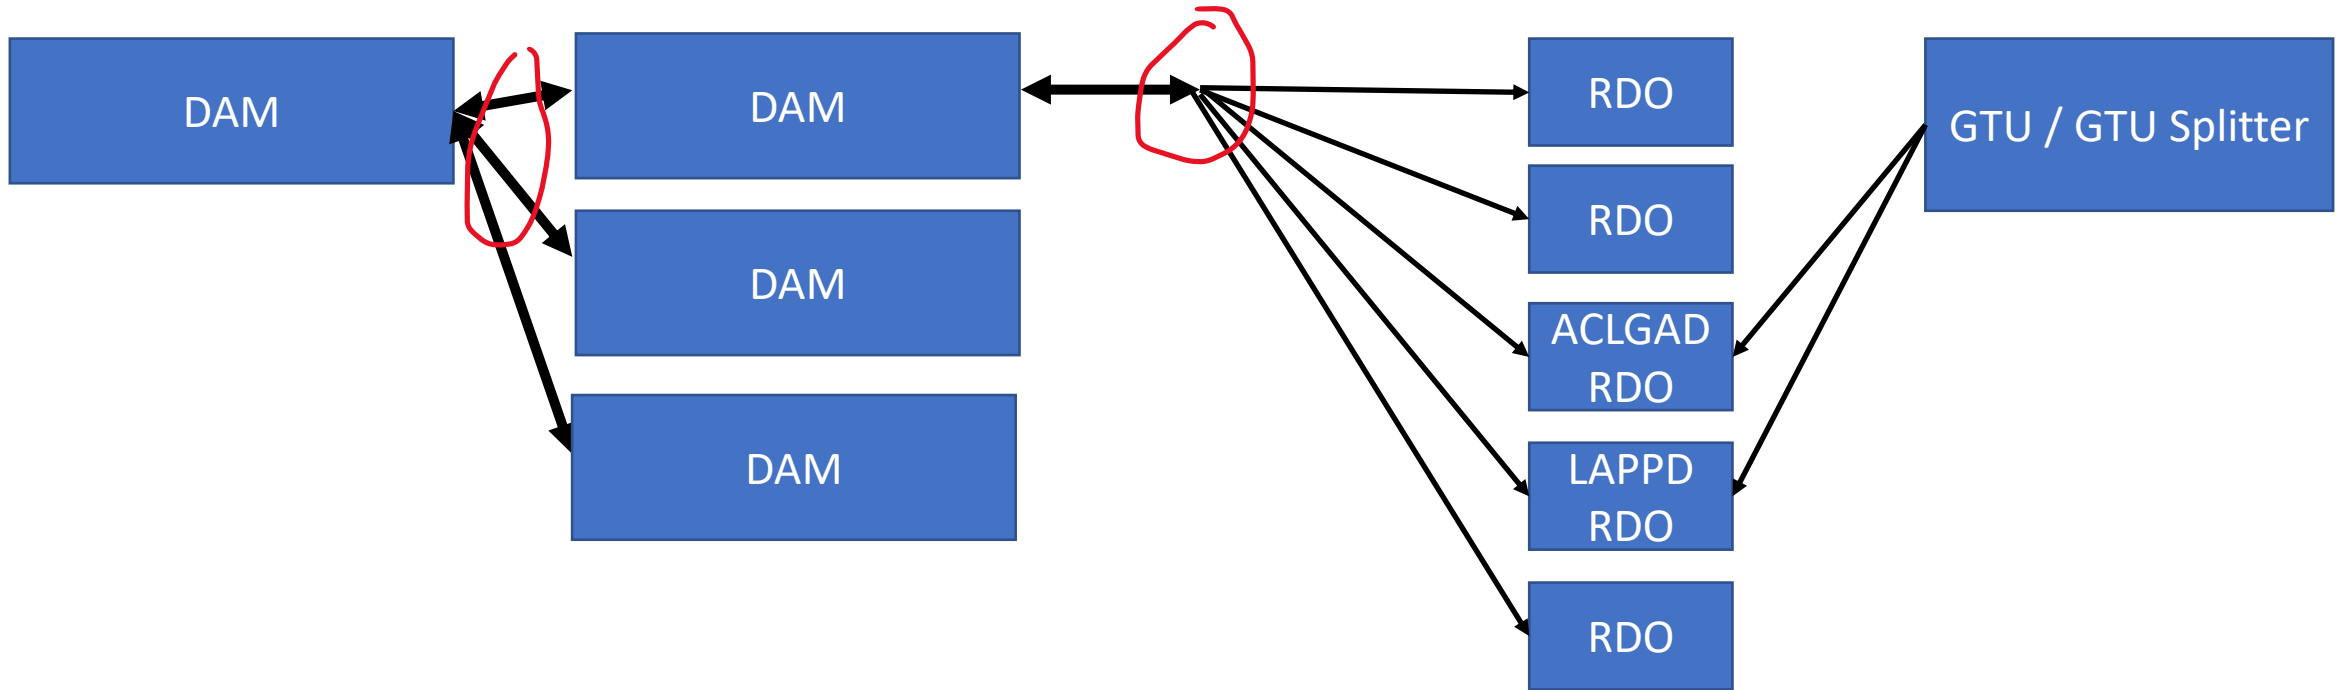 DAM
DAM
DAM
DAM
RDO
RDO
ACLGAD
RDO
LAPPD
RDO
RDO
GTU / GTU Splitter